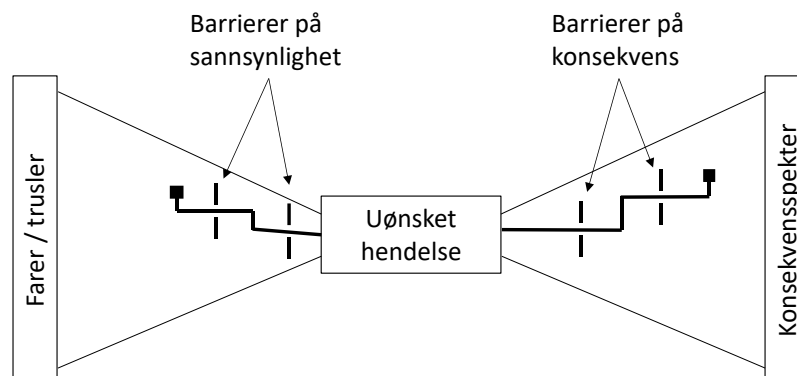 Barrierer på
sannsynlighet
Barrierer på
konsekvens
Farer / trusler
Uønsket
hendelse
Konsekvensspekter